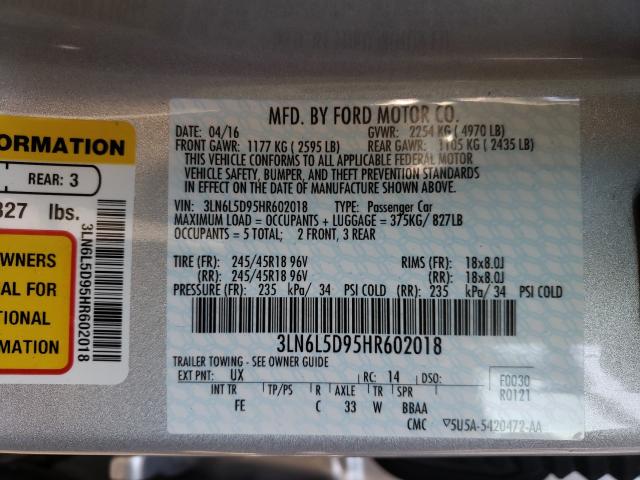 ORMATION
REAR: 3
827 lbs.
WNERS
AL FOR
TIONAL
MATION
3LN6L5D95HR602018
MFD. BY FORD MOTOR CO.
DATE: 04/16 GVWR: 2254 KG ( 4970 LB)
FRONT GAWR: 1177 KG ( 2595 LB) REAR GAWR: 1105 KG ( 2435 LB)
THIS VEHICLE CONFORMS TO ALL APPLICABLE FEDERAL MOTOR
VEHICLE SAFETY, BUMPER, AND THEFT PREVENTION STANDARDS
IN EFFECT ON THE DATE OF MANUFACTURE SHOWN ABOVE.
VIN: 3LN6L5D95HR602018 TYPE: Passenger Car
MAXIMUM LOAD = OCCUPANTS + LUGGAGE = 375KG/ 827LB
OCCUPANTS = 5 TOTAL; 2 FRONT, 3 REAR
TIRE (FR): 245/45R18 96V RIMS (FR): 18x8.0J
(RR): 245/45R18 96V (RR): 18x8.0J
PRESSURE (FR): 235 kPa/ 34 PSI COLD (RR): 235 kPa/ 34 PSI COLD
3LN6L5D95HR602018
TRAILER TOWING - SEE OWNER GUIDE
EXT PNT: UX RC: 14 DSO: F0030
R0121
INT TR TP/PS R AXLE TR SPR
FE C 33 W BBAA
CMC ▽5U5A-5420472-AA